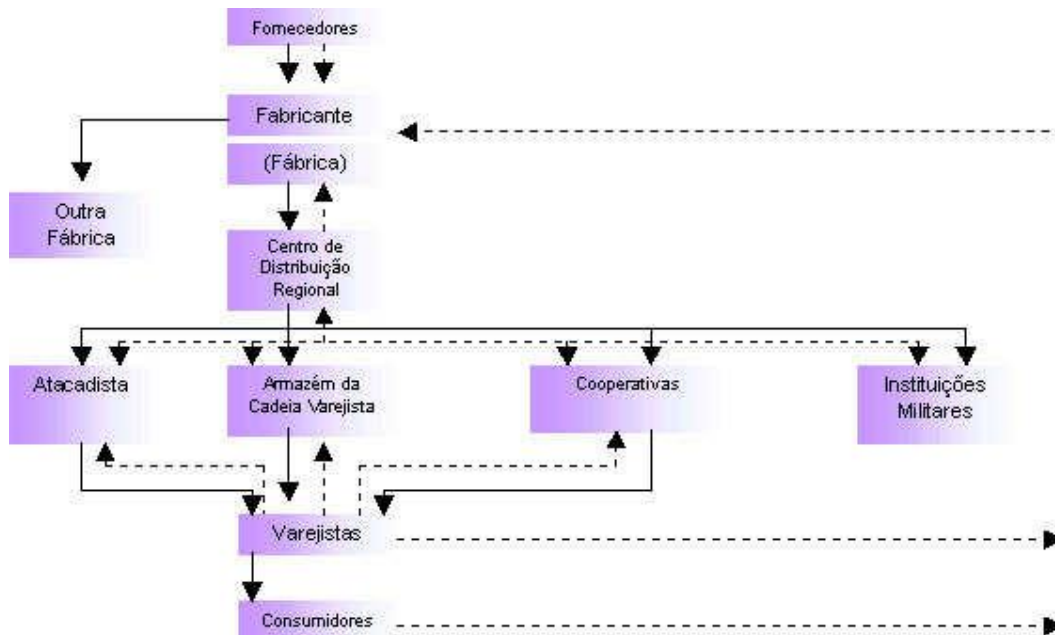 Fornecedores
Fabricante
(Fábrica)
Outra
Fábrica
Centro de
Distribuição
Regional
Atacadista
Armazém da
Cadeia Varejista
Cooperativas
Instituições
Militares
Varejistas
Consumidores